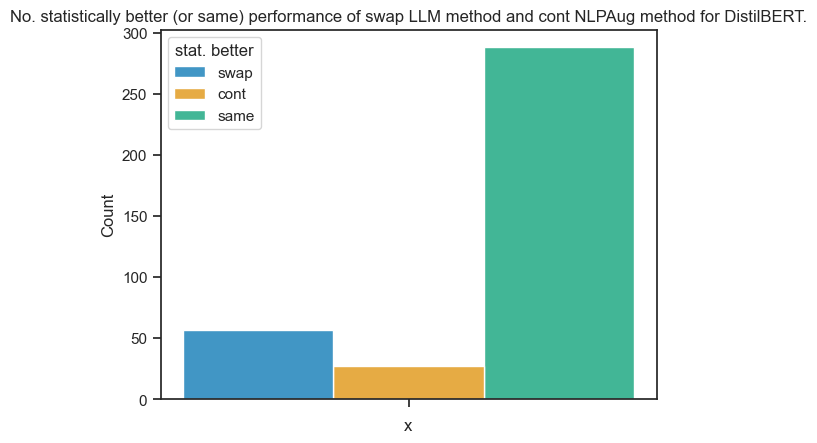 No. statistically better (or same) performance of swap LLM method and cont NLPAug method for DistilBERT.
stat. better
swap
cont
same
300
250
200
150
100
50
0
Count
x